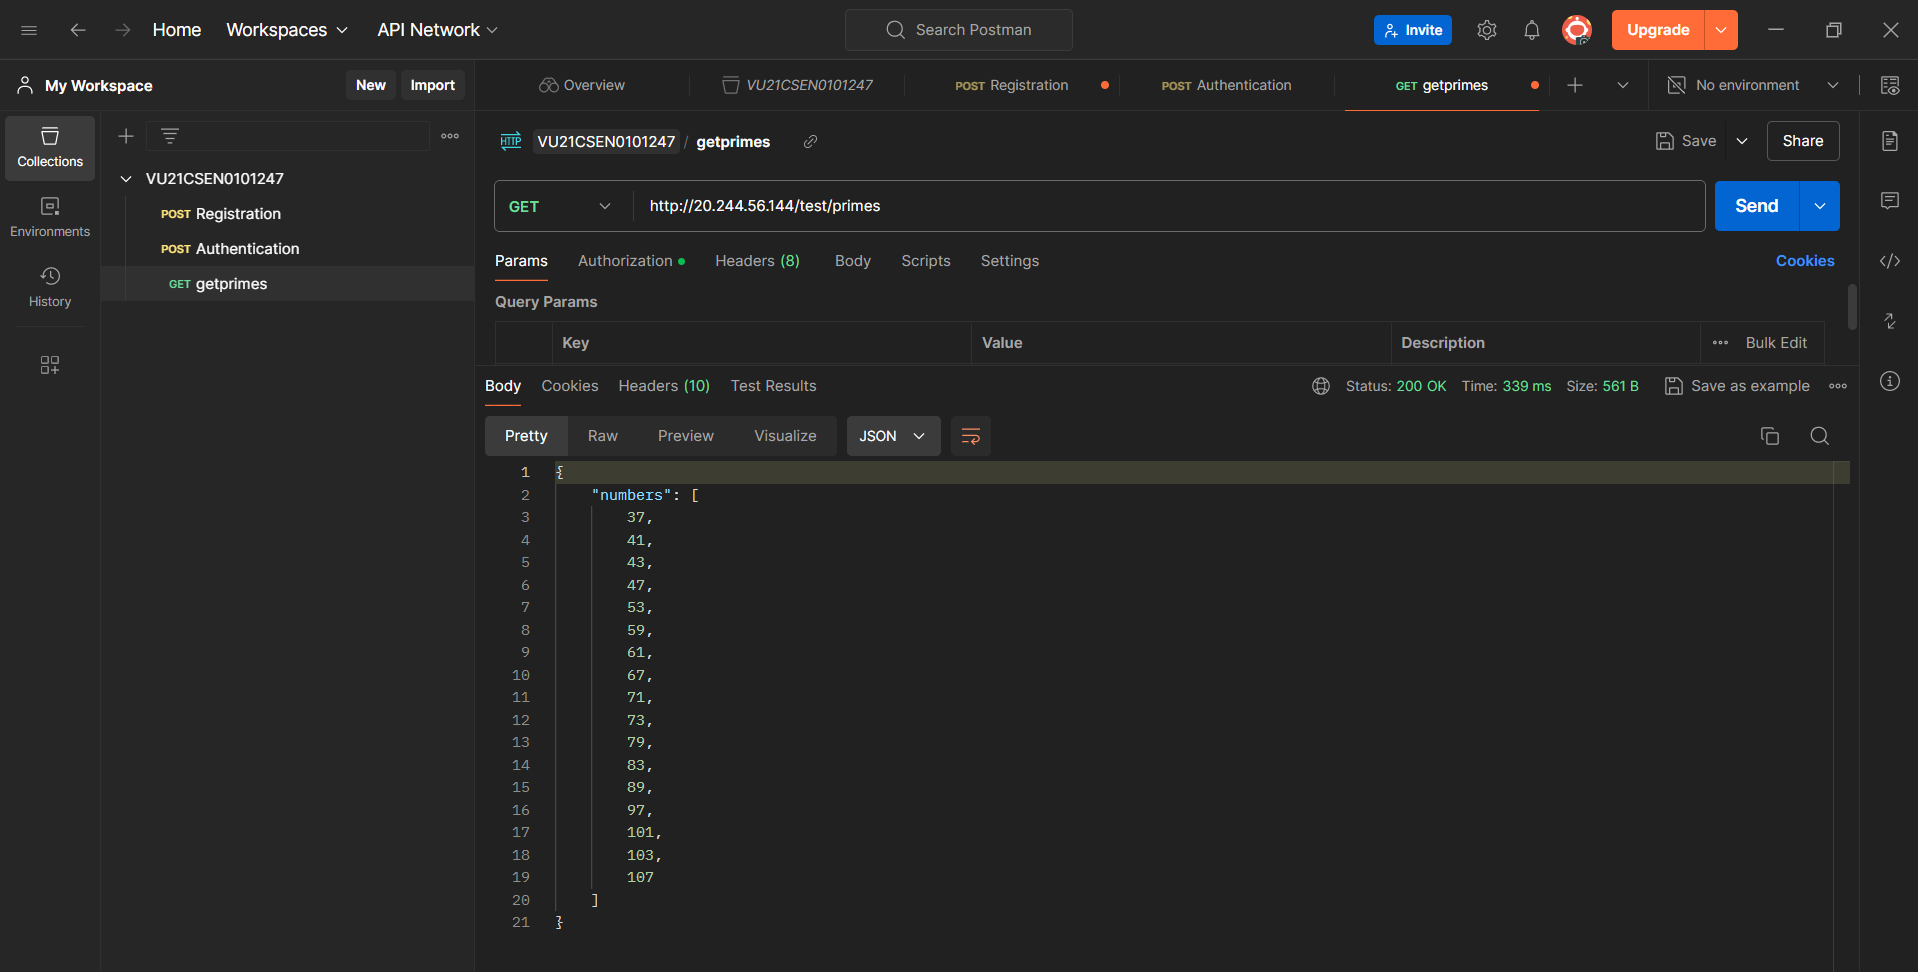 Home Workspaces API Network Search Postman Invite Upgrade
My Workspace New Import Overview VU21CSEN0101247 POST Registration POST Authentication GET getprimes No environment
Collections
Environments
History
VU21CSEN0101247
POST Registration
POST Authentication
GET getprimes
HTTP VU21CSEN0101247 / getprimes Save Share
GET http://20.244.56.144/test/primes Send
Params Authorization Headers (8) Body Scripts Settings Cookies
Query Params
Key Value Description Bulk Edit
Body Cookies Headers (10) Test Results Status: 200 OK Time: 339 ms Size: 561 B Save as example
Pretty Raw Preview Visualize JSON
1 {
2 "numbers": [
3 37,
4 41,
5 43,
6 47,
7 53,
8 59,
9 61,
10 67,
11 71,
12 73,
13 79,
14 83,
15 89,
16 97,
17 101,
18 103,
19 107
20 ]
21 }